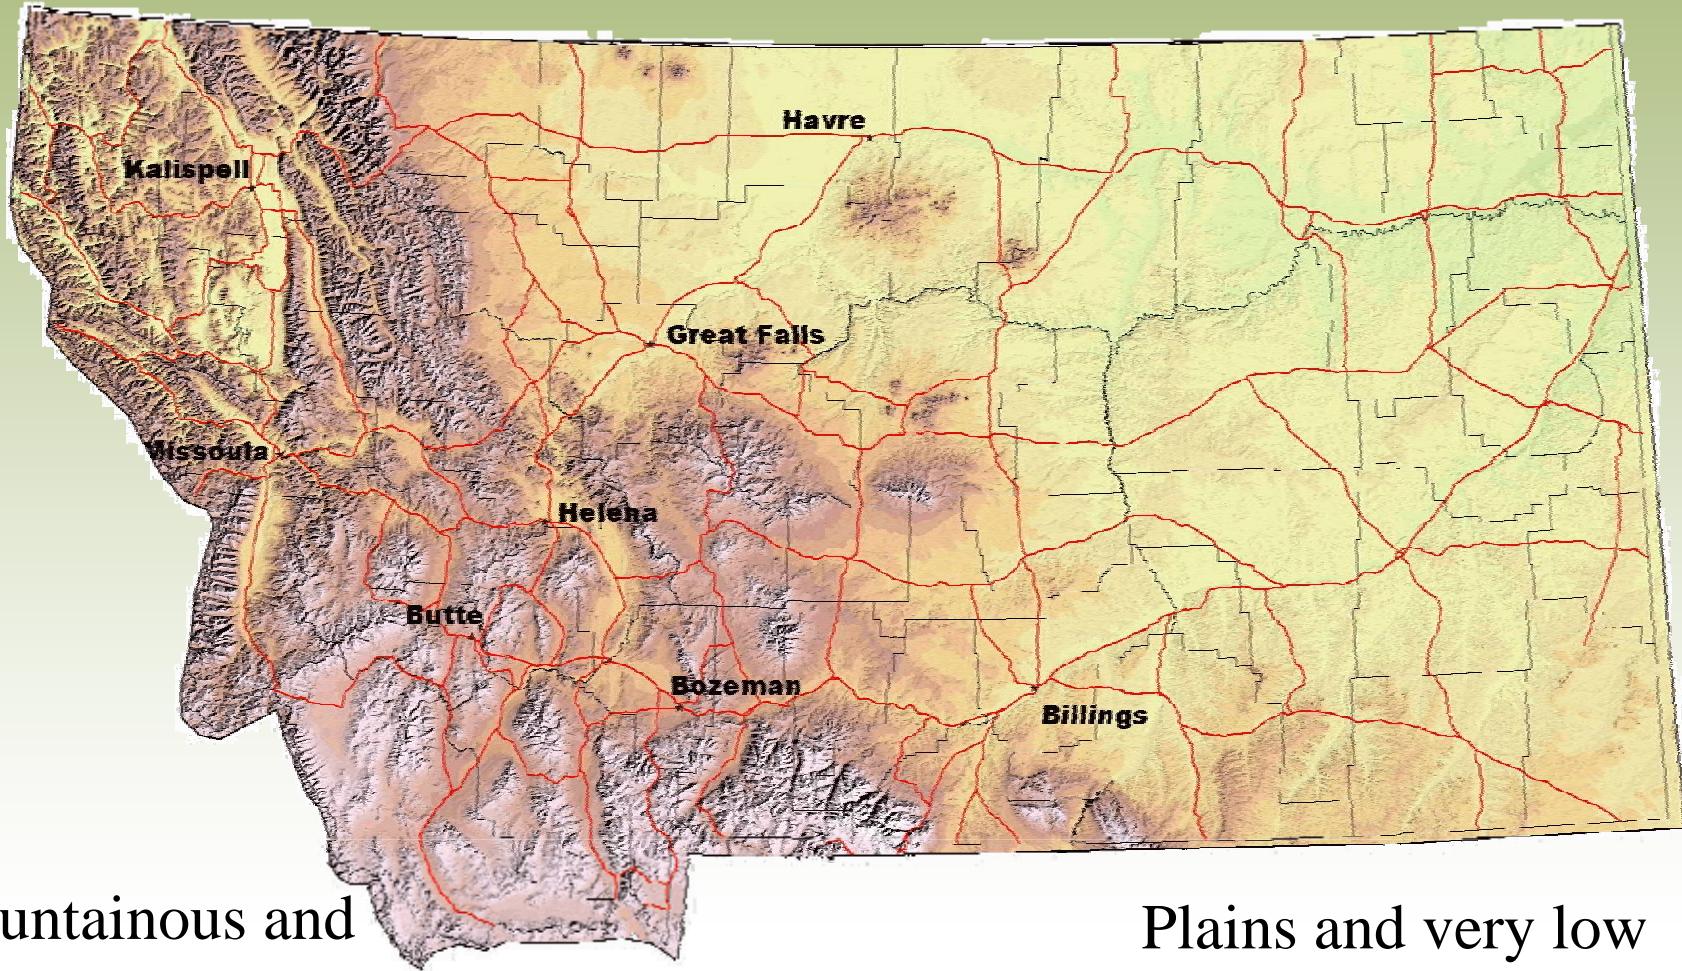 Havre
Kalispell
Great Falls
Missoula
Helena
Butte
Bozeman
Billings
untainous and
Plains and very low